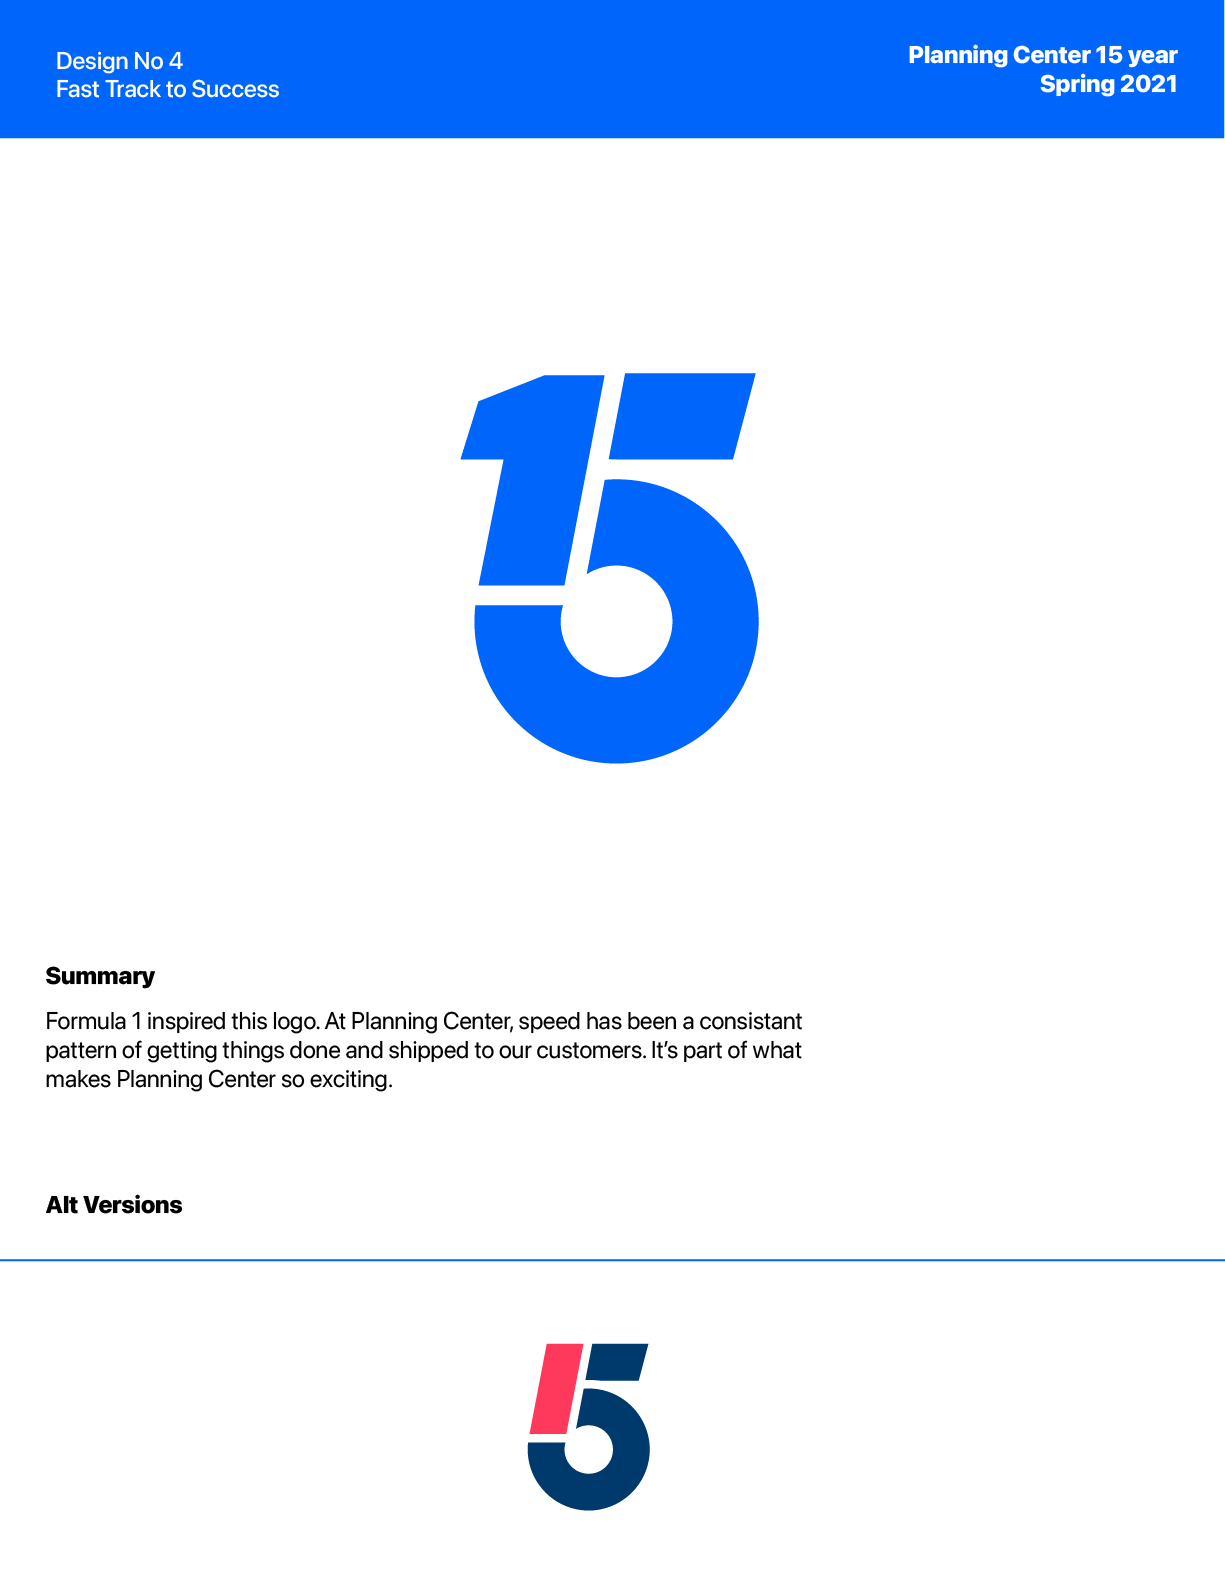 Design No 4
Fast Track to Success
Planning Center 15 year
Spring 2021
15
Summary
Formula 1 inspired this logo. At Planning Center, speed has been a consistant
pattern of getting things done and shipped to our customers. It’s part of what
makes Planning Center so exciting.
Alt Versions
15